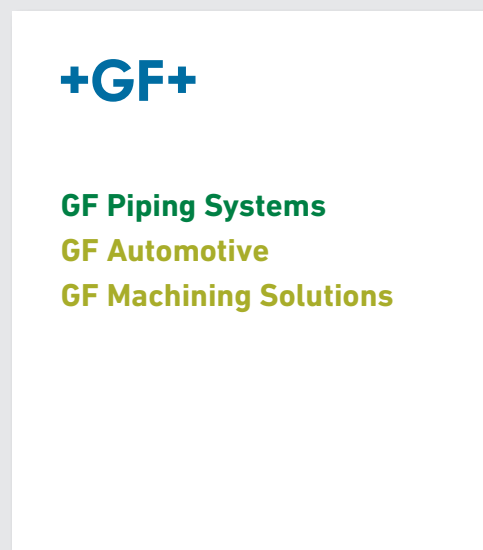 +GF+
GF Piping Systems
GF Automotive
GF Machining Solutions